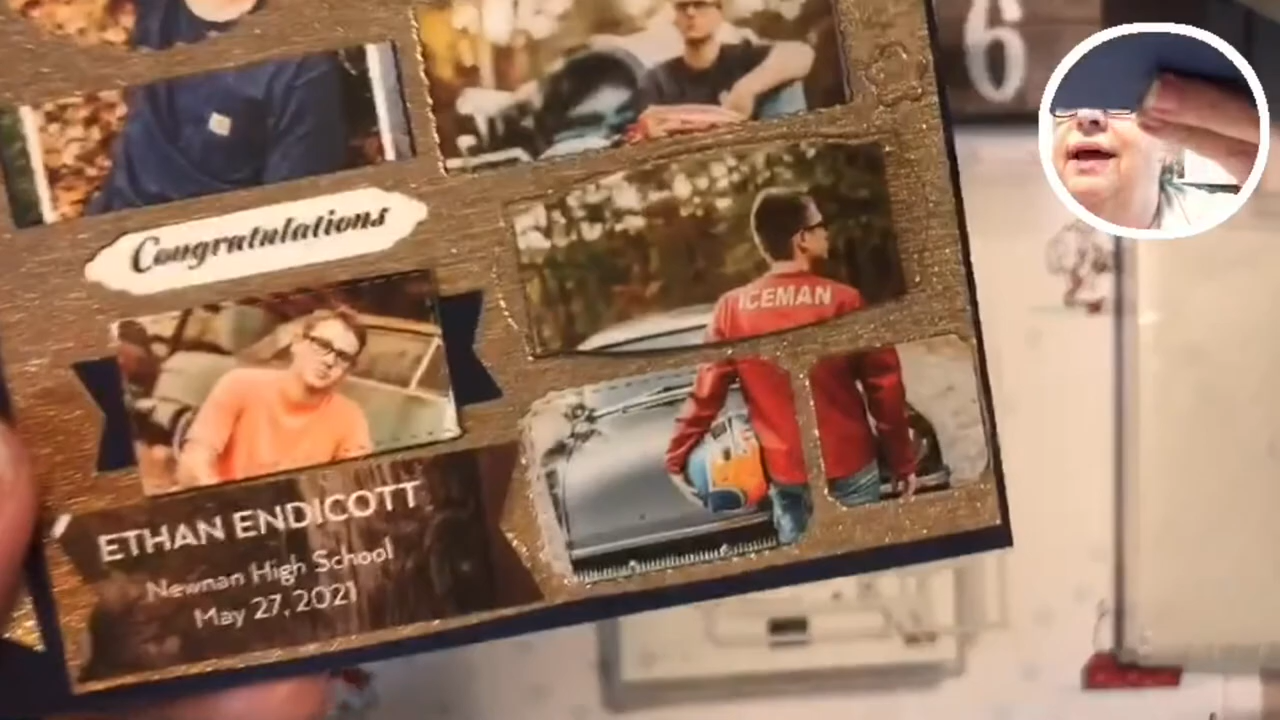 6
Congratulations
ICEMAN
ETHAN ENDICOTT
Newnan High School
May 27, 2021